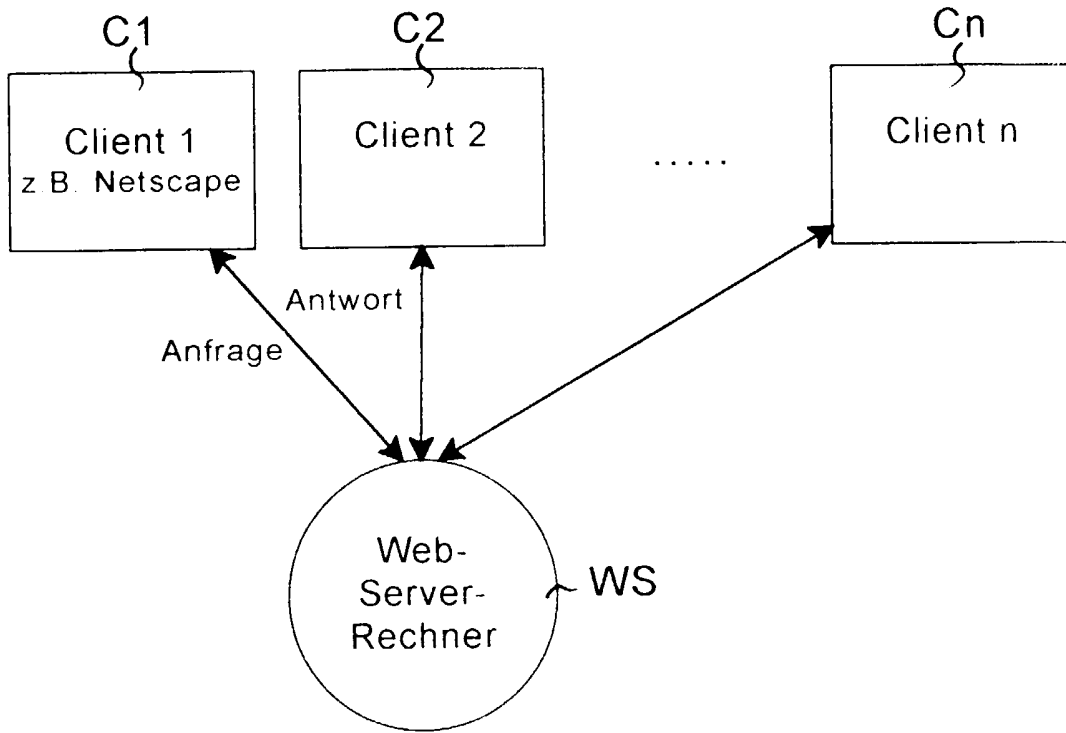 C1
C2
Cn
Client 1
z.B. Netscape
Client 2
.....
Client n
Antwort
Anfrage
Web-
Server-
Rechner
WS